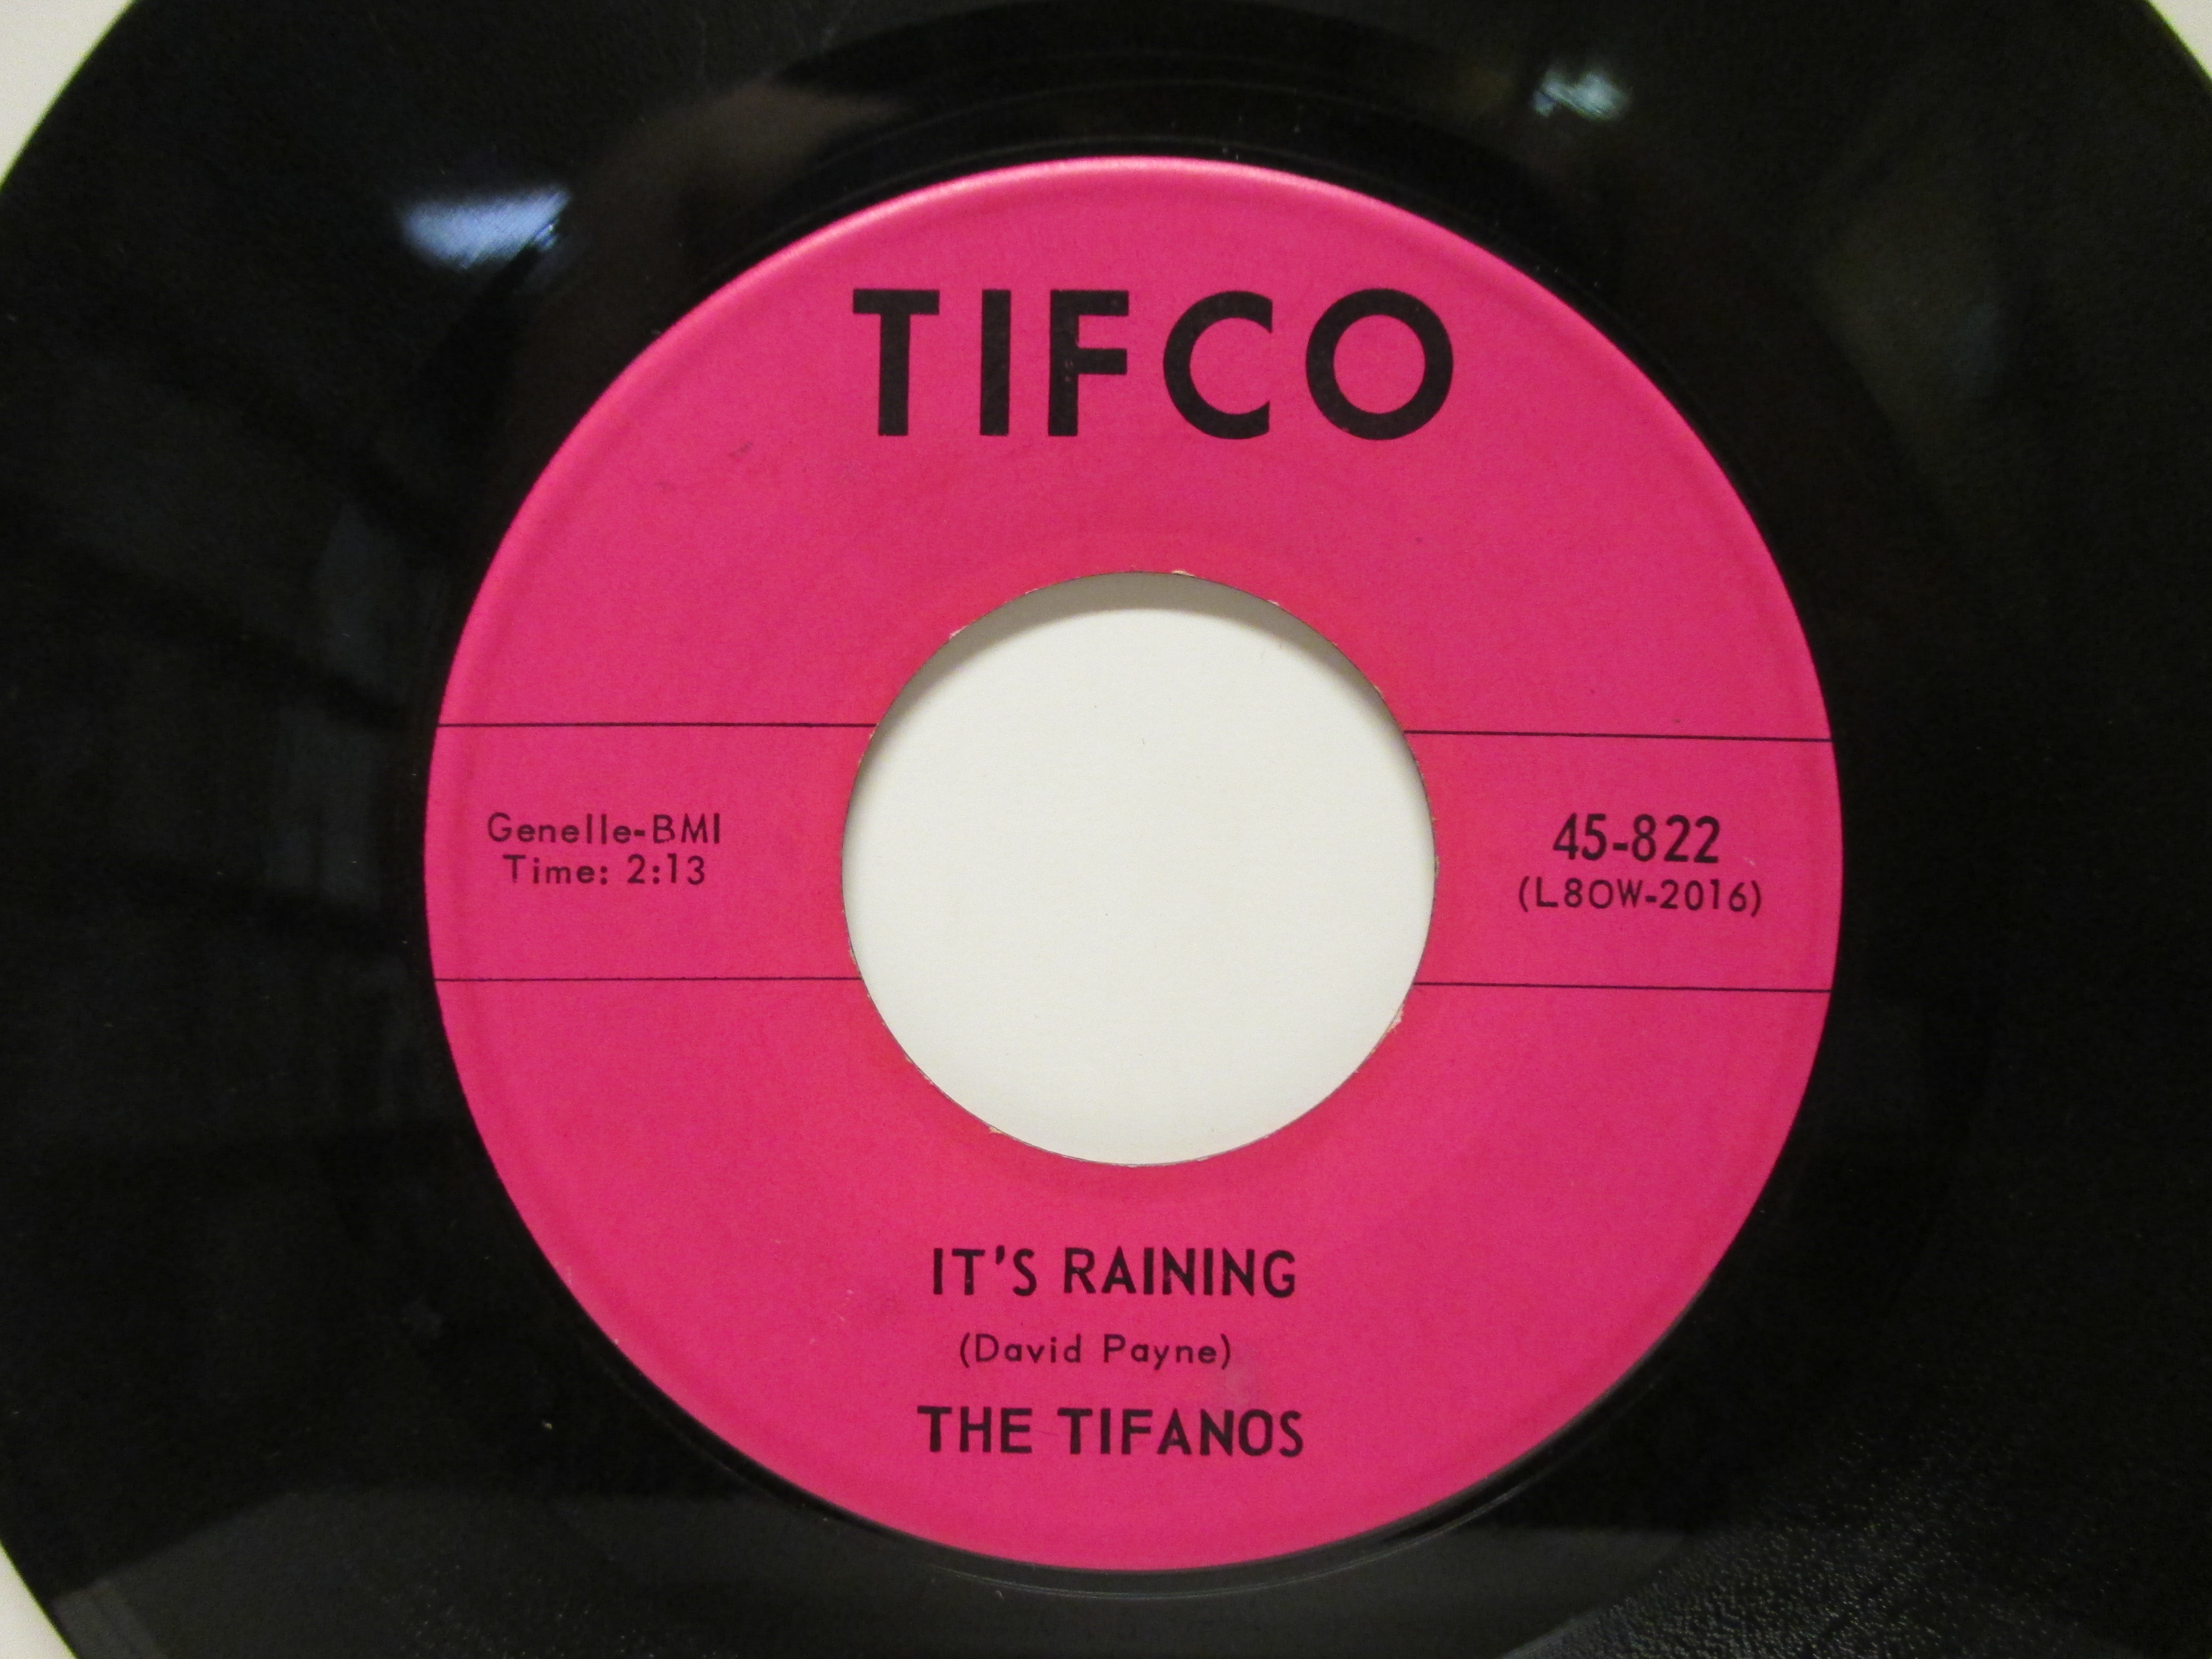 TIFCO
Genelle-BMI
Time: 2:13
45-822
(L8OW-2016)
IT'S RAINING
(David Payne)
THE TIFANOS